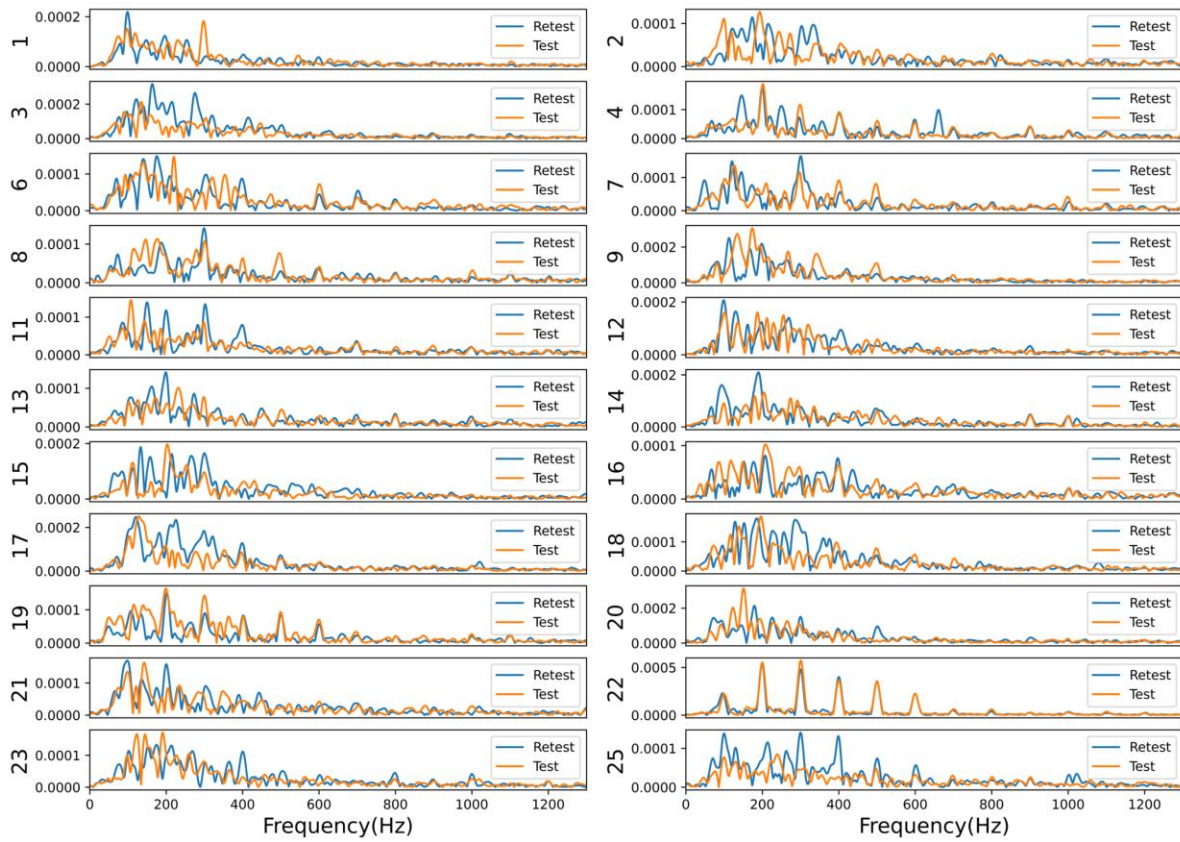 1
0.0002
0.0000
Retest
Test
2
0.0001
0.0000
Retest
Test
3
0.0002
0.0000
Retest
Test
4
0.0001
0.0000
Retest
Test
6
0.0001
0.0000
Retest
Test
7
0.0001
0.0000
Retest
Test
8
0.0001
0.0000
Retest
Test
9
0.0002
0.0000
Retest
Test
11
0.0001
0.0000
Retest
Test
12
0.0002
0.0000
Retest
Test
13
0.0001
0.0000
Retest
Test
14
0.0002
0.0000
Retest
Test
15
0.0002
0.0000
Retest
Test
16
0.0001
0.0000
Retest
Test
17
0.0002
0.0000
Retest
Test
18
0.0001
0.0000
Retest
Test
19
0.0001
0.0000
Retest
Test
20
0.0002
0.0000
Retest
Test
21
0.0001
0.0000
Retest
Test
22
0.0005
0.0000
Retest
Test
23
0.0001
0.0000
Retest
Test
25
0.0001
0.0000
Retest
Test
0 200 400 600 800 1000 1200
Frequency(Hz)
0 200 400 600 800 1000 1200
Frequency(Hz)